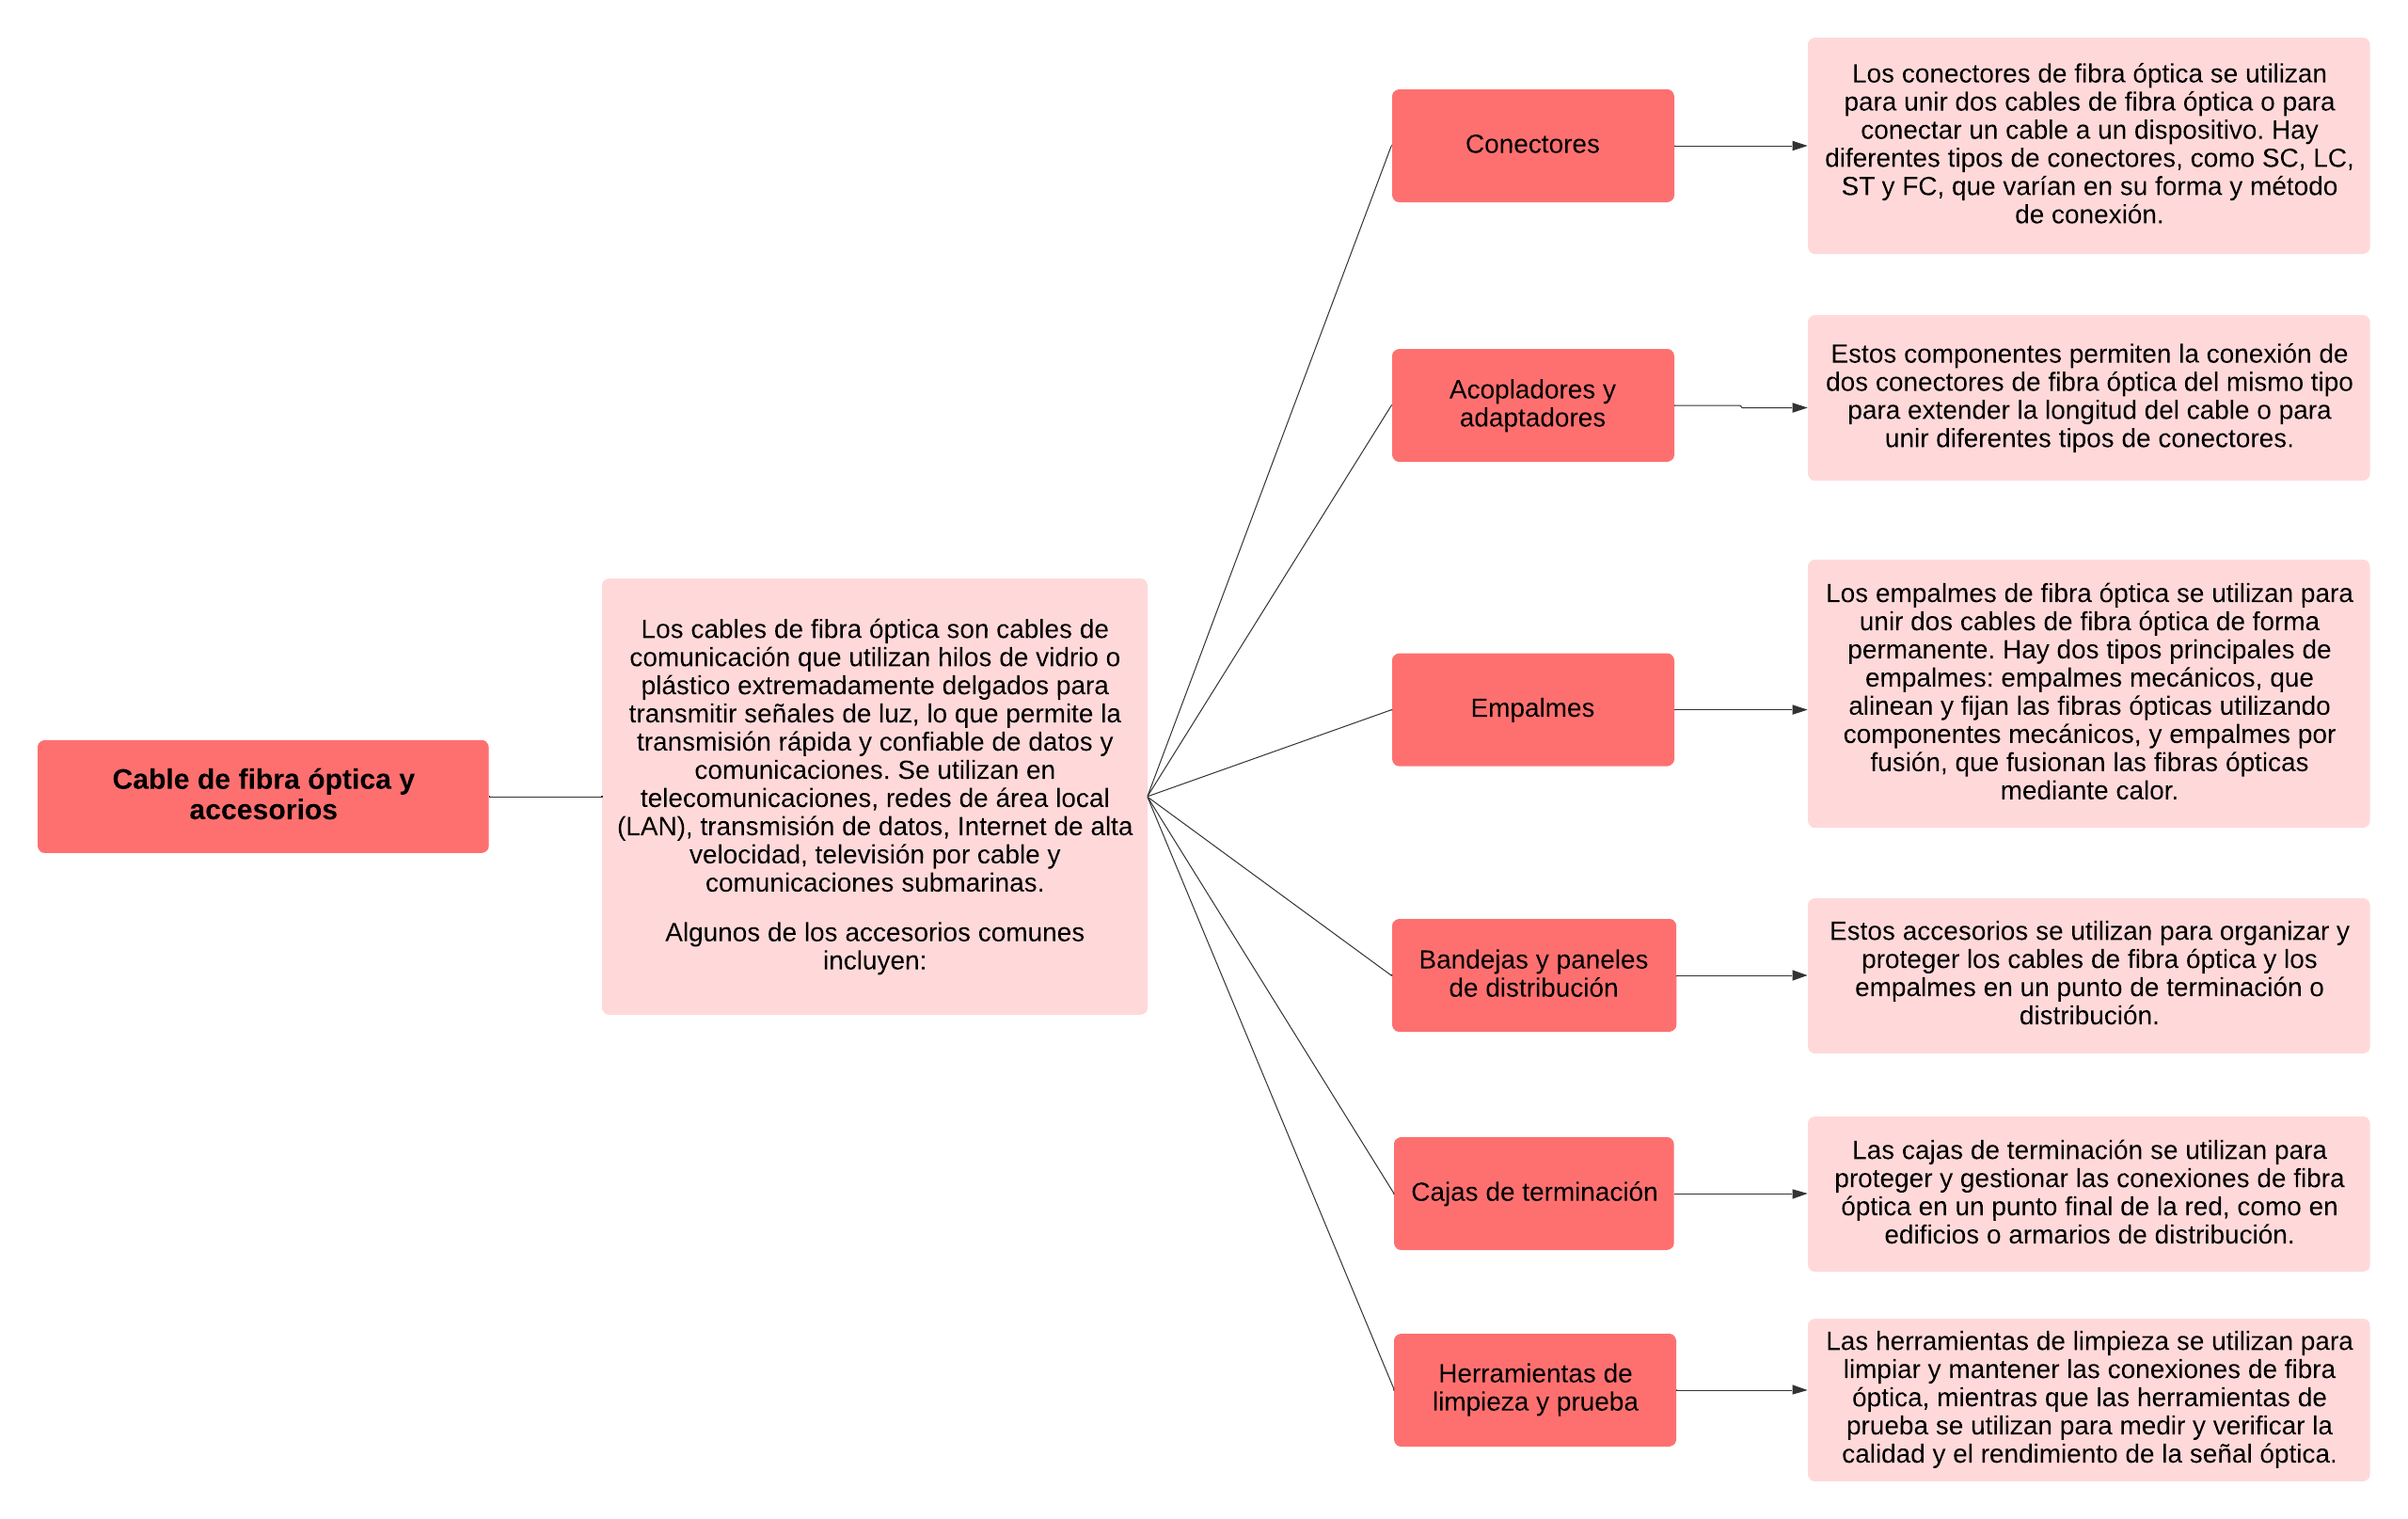 Cable de fibra óptica y
accesorios
Los cables de fibra óptica son cables de
comunicación que utilizan hilos de vidrio o
plástico extremadamente delgados para
transmitir señales de luz, lo que permite la
transmisión rápida y confiable de datos y
comunicaciones. Se utilizan en
telecomunicaciones, redes de área local
(LAN), transmisión de datos, Internet de alta
velocidad, televisión por cable y
comunicaciones submarinas.
Algunos de los accesorios comunes
incluyen:
Conectores
Los conectores de fibra óptica se utilizan
para unir dos cables de fibra óptica o para
conectar un cable a un dispositivo. Hay
diferentes tipos de conectores, como SC, LC,
ST y FC, que varían en su forma y método
de conexión.
Acopladores y
adaptadores
Estos componentes permiten la conexión de
dos conectores de fibra óptica del mismo tipo
para extender la longitud del cable o para
unir diferentes tipos de conectores.
Empalmes
Los empalmes de fibra óptica se utilizan para
unir dos cables de fibra óptica de forma
permanente. Hay dos tipos principales de
empalmes: empalmes mecánicos, que
alinean y fijan las fibras ópticas utilizando
componentes mecánicos, y empalmes por
fusión, que fusionan las fibras ópticas
mediante calor.
Bandejas y paneles
de distribución
Estos accesorios se utilizan para organizar y
proteger los cables de fibra óptica y los
empalmes en un punto de terminación o
distribución.
Cajas de terminación
Las cajas de terminación se utilizan para
proteger y gestionar las conexiones de fibra
óptica en un punto final de la red, como en
edificios o armarios de distribución.
Herramientas de
limpieza y prueba
Las herramientas de limpieza se utilizan para
limpiar y mantener las conexiones de fibra
óptica, mientras que las herramientas de
prueba se utilizan para medir y verificar la
calidad y el rendimiento de la señal óptica.